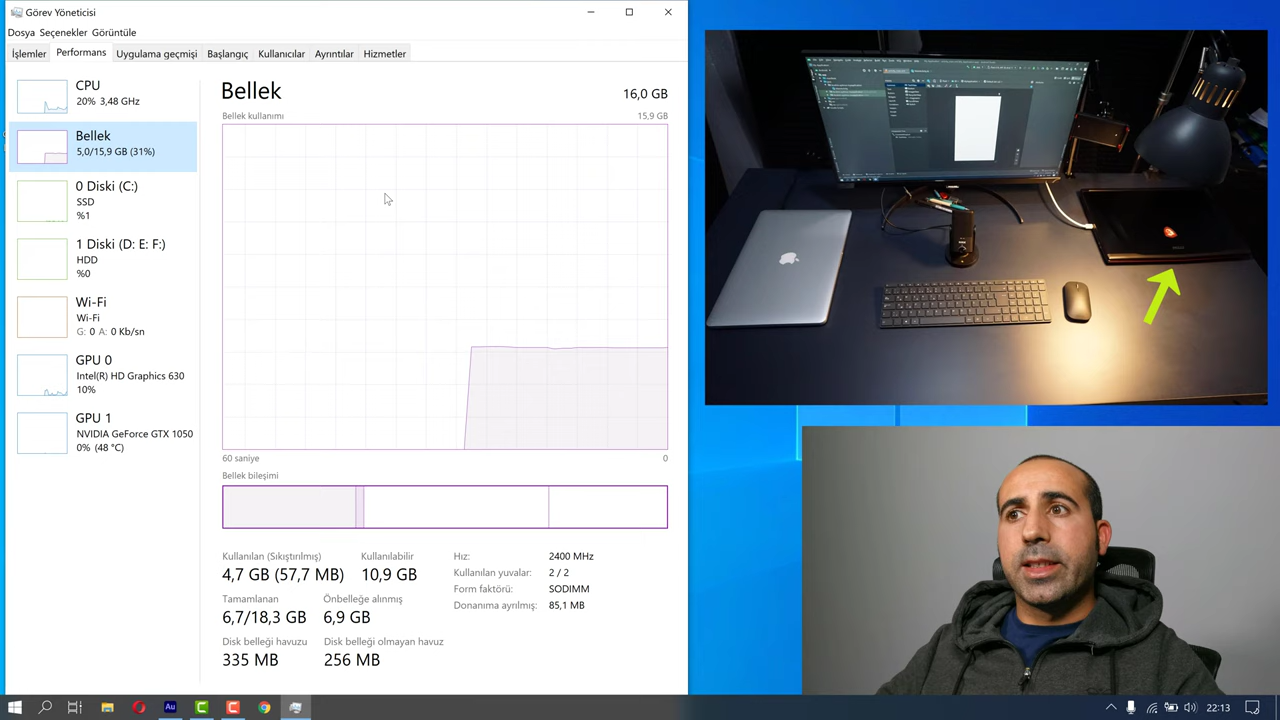 Görev Yöneticisi
Dosya Seçenekler Görüntüle
İşlemler Performans Uygulama geçmişi Başlangıç Kullanıcılar Ayrıntılar Hizmetler
CPU
20% 3,48 GHz
Bellek
5,0/15,9 GB (31%)
0 Diski (C:)
SSD
%1
1 Diski (D: E: F:)
HDD
%0
Wi-Fi
Wi-Fi
G: 0 A: 0 Kb/sn
GPU 0
Intel(R) HD Graphics 630
10%
GPU 1
NVIDIA GeForce GTX 1050
0% (48 °C)
Bellek
16,0 GB
Bellek kullanımı
15,9 GB
60 saniye
0
Bellek bileşimi
Kullanılan (Sıkıştırılmış)
4,7 GB (57,7 MB)
Kullanılabilir
10,9 GB
Tamamlanan
6,7/18,3 GB
Önbelleğe alınmış
6,9 GB
Disk belleği havuzu
335 MB
Disk belleği olmayan havuz
256 MB
Hız: 2400 MHz
Kullanılan yuvalar: 2 / 2
Form faktörü: SODIMM
Donanıma ayrılmış: 85,1 MB
Au
22:13